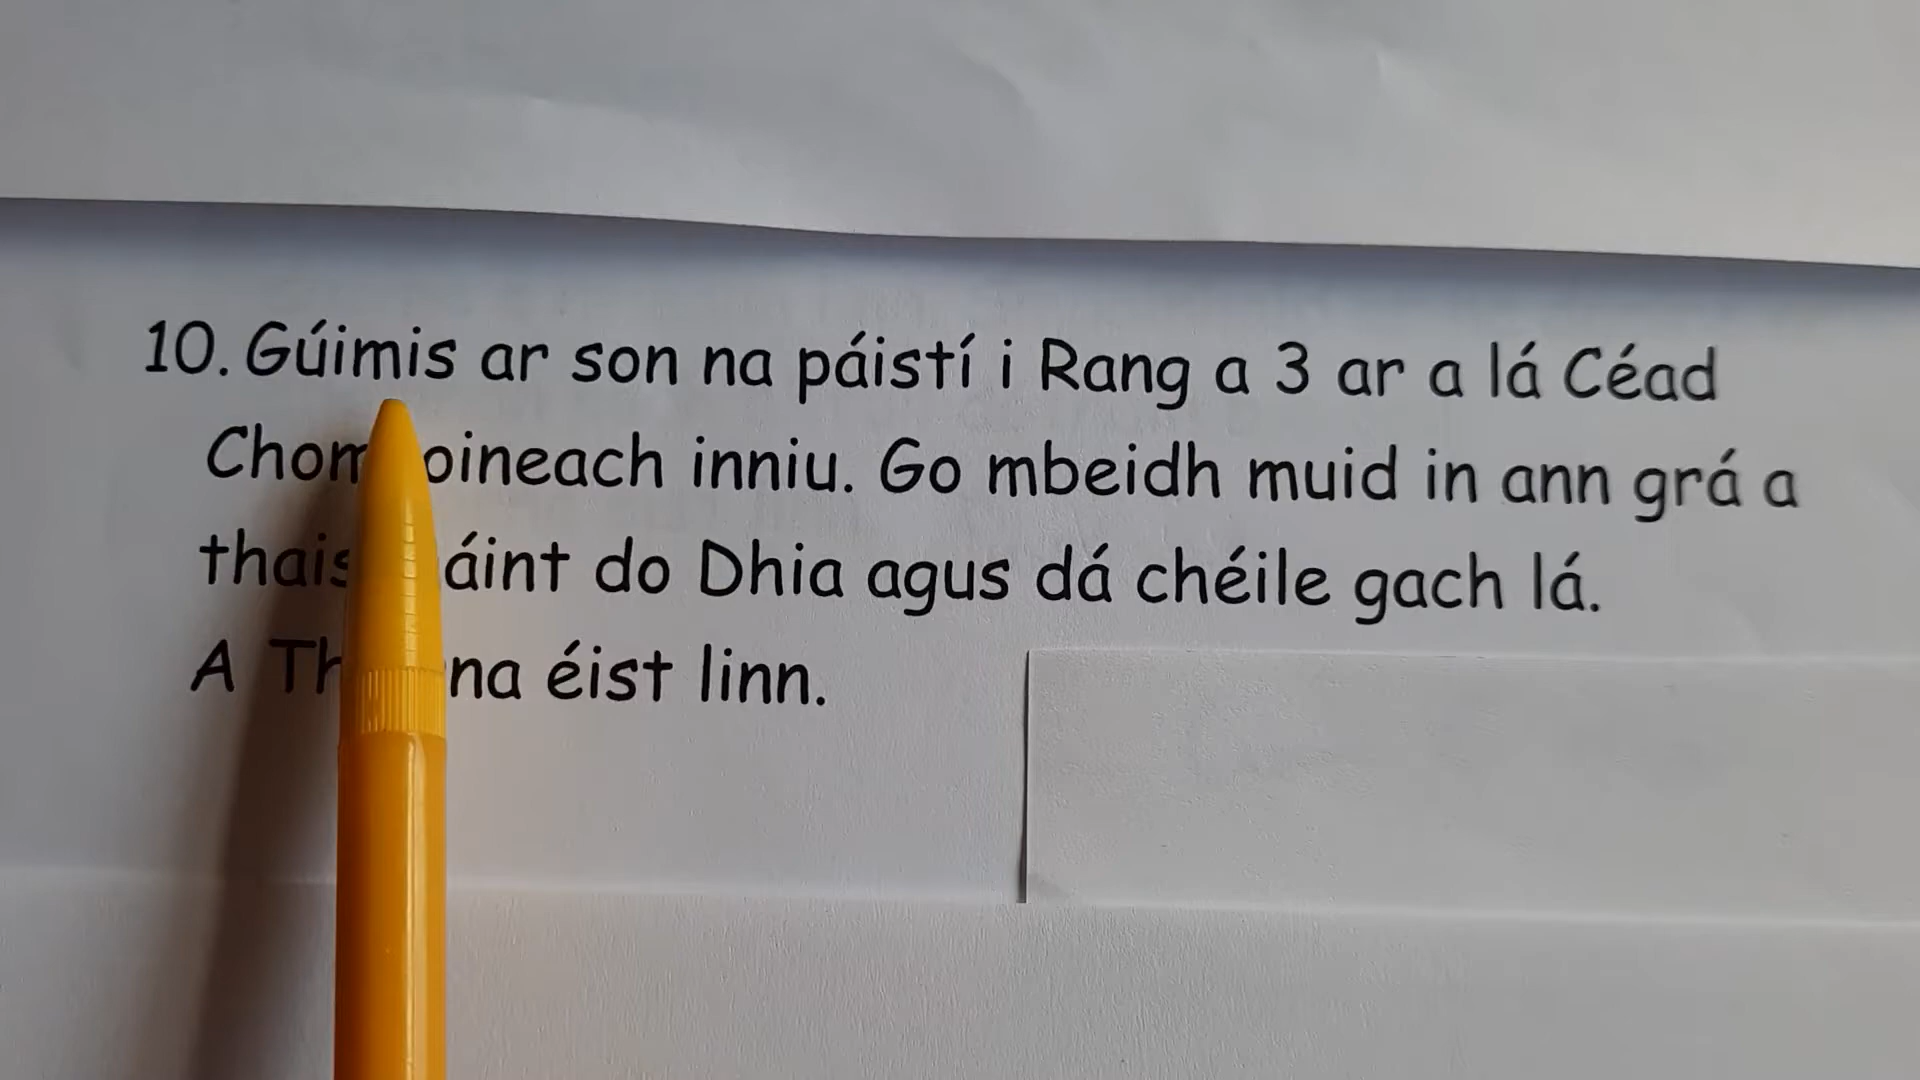 10. Gúimis ar son na páistí i Rang a 3 ar a lá Céad
inniu. Go mbeidh muid in ann grá a
do Dhia agus dá chéile gach lá.
A éist linn.